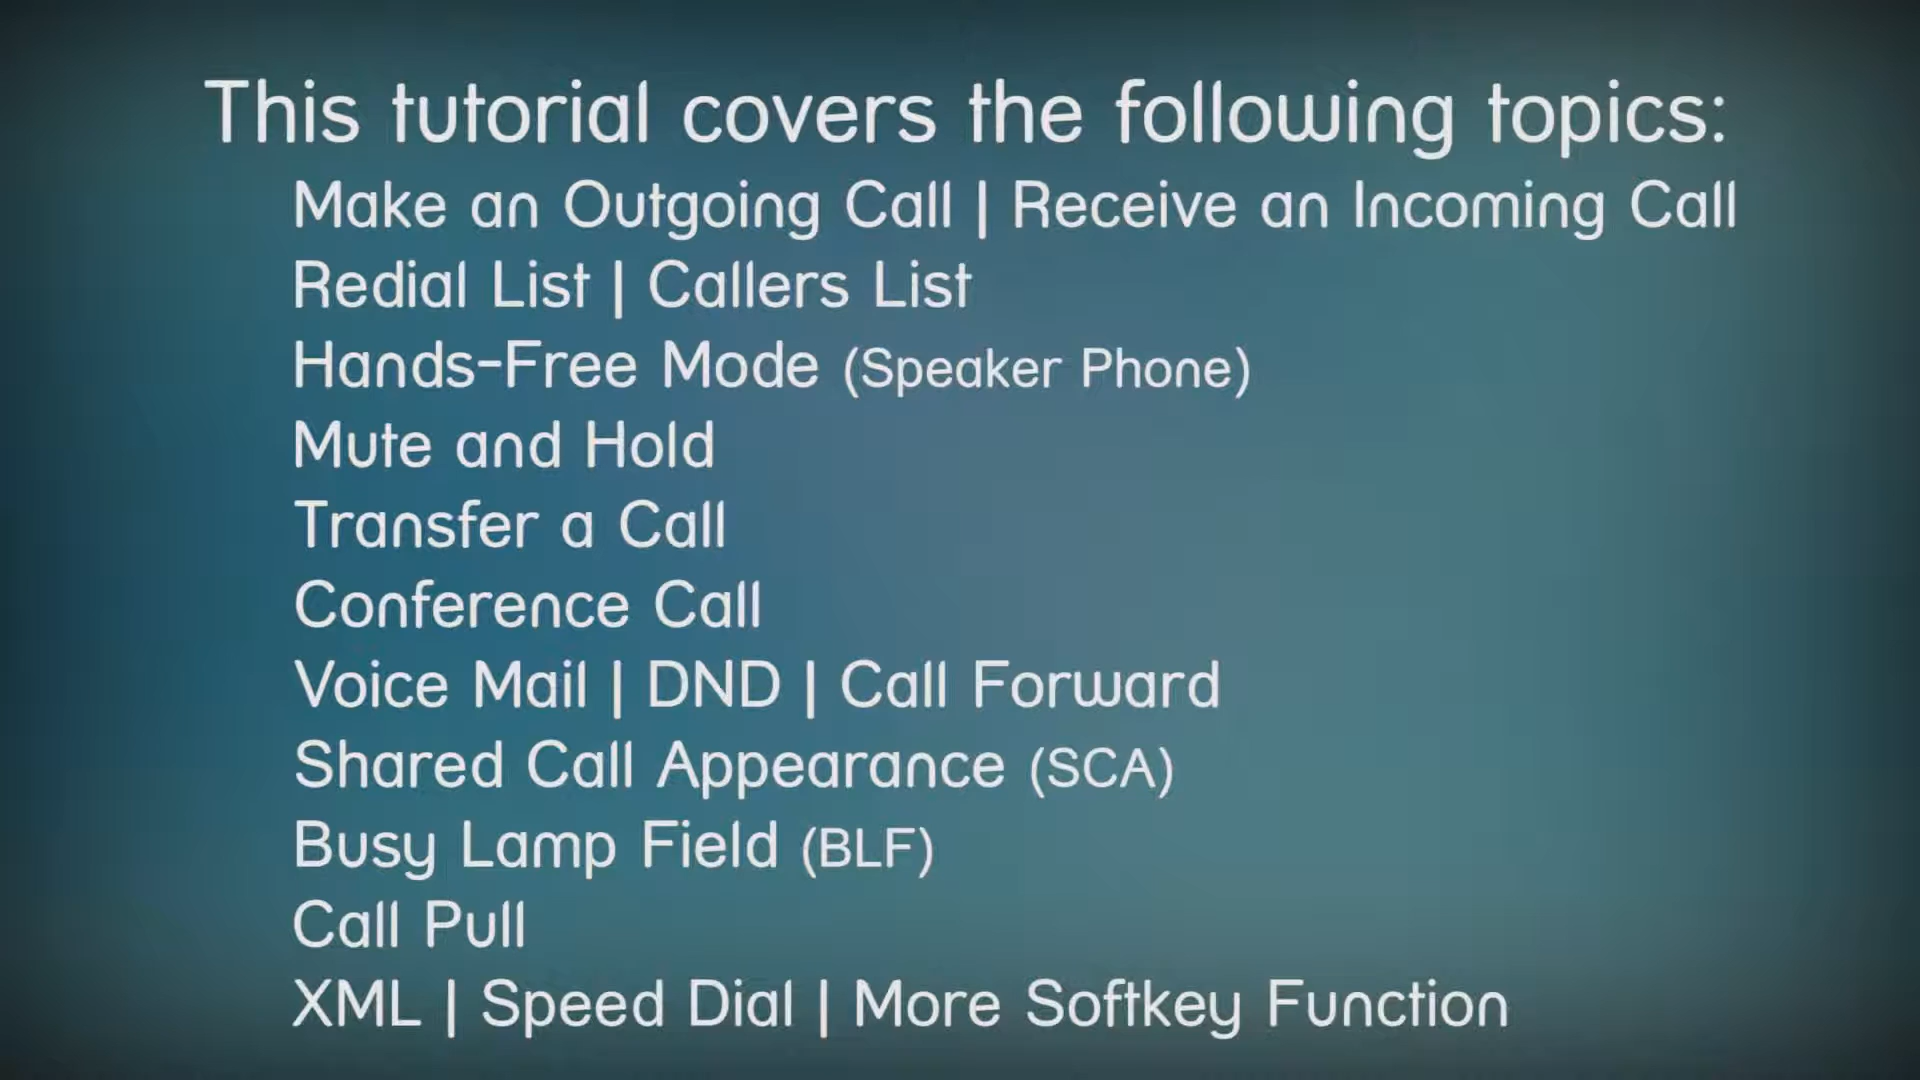 This tutorial covers the following topics:
Make an Outgoing Call | Receive an Incoming Call
Redial List | Callers List
Hands-Free Mode (Speaker Phone)
Mute and Hold
Transfer a Call
Conference Call
Voice Mail | DND | Call Forward
Shared Call Appearance (SCA)
Busy Lamp Field (BLF)
Call Pull
XML | Speed Dial | More Softkey Function